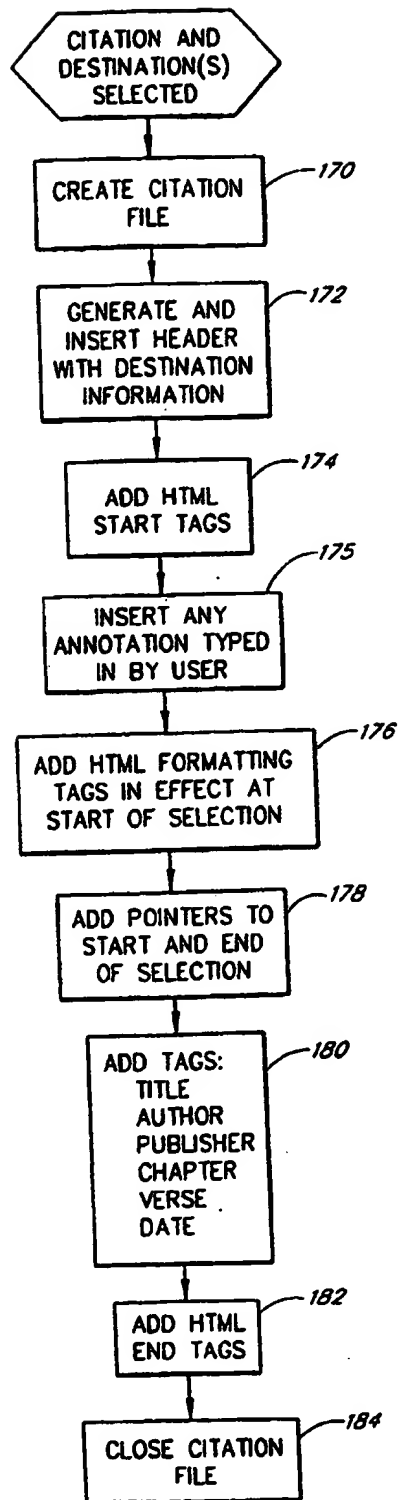 CITATION AND
DESTINATION(S)
SELECTED
170
CREATE CITATION
FILE
172
GENERATE AND
INSERT HEADER
WITH DESTINATION
INFORMATION
174
ADD HTML
START TAGS
175
INSERT ANY
ANNOTATION TYPED
IN BY USER
176
ADD HTML FORMATTING
TAGS IN EFFECT AT
START OF SELECTION
178
ADD POINTERS TO
START AND END
OF SELECTION
180
ADD TAGS:
TITLE
AUTHOR
PUBLISHER
CHAPTER
VERSE
DATE
182
ADD HTML
END TAGS
184
CLOSE CITATION
FILE